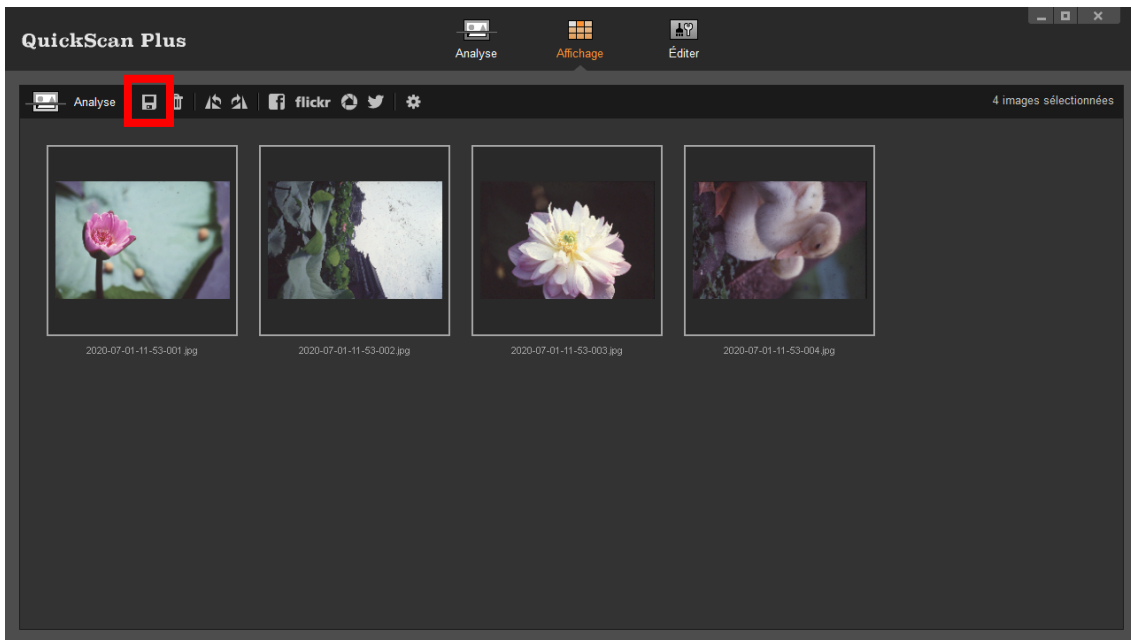 QuickScan Plus
Analyse
Affichage
Éditer
Analyse
flickr
4 images sélectionnées
2020-07-01-11-53-001.jpg
2020-07-01-11-53-002.jpg
2020-07-01-11-53-003.jpg
2020-07-01-11-53-004.jpg